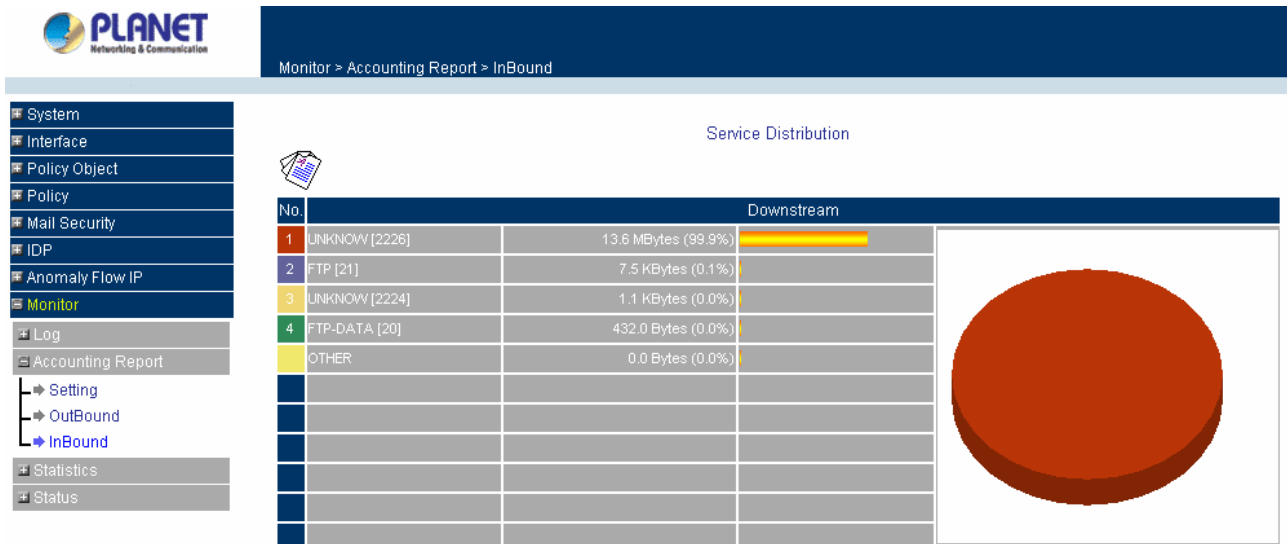 PLANET
Networking & Communication
Monitor > Accounting Report > InBound
System
Interface
Policy Object
Policy
Mail Security
IDP
Anomaly Flow IP
Monitor
Log
Accounting Report
Setting
OutBound
InBound
Statistics
Status
Service Distribution
No. Downstream
1 UNKNOW [2226] 13.6 MBytes (99.9%)
2 FTP [21] 7.5 KBytes (0.1%)
3 UNKNOW [2224] 1.1 KBytes (0.0%)
4 FTP-DATA [20] 432.0 Bytes (0.0%)
OTHER 0.0 Bytes (0.0%)